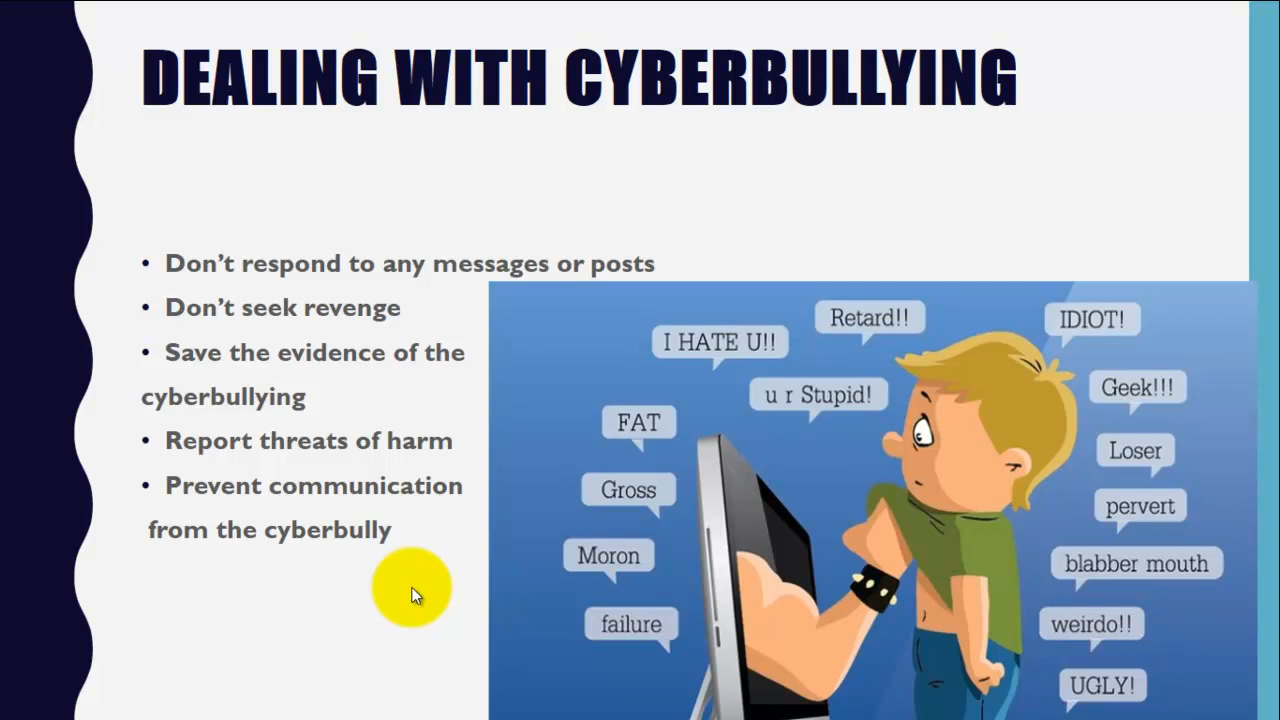 DEALING WITH CYBERBULLYING
• Don’t respond to any messages or posts
• Don’t seek revenge
• Save the evidence of the
cyberbullying
• Report threats of harm
• Prevent communication
from the cyberbully
Retard!!
IDIOT!
I HATE U!!
u r Stupid!
Geek!!!
FAT
Loser
Gross
pervert
Moron
blabber mouth
failure
weirdo!!
UGLY!